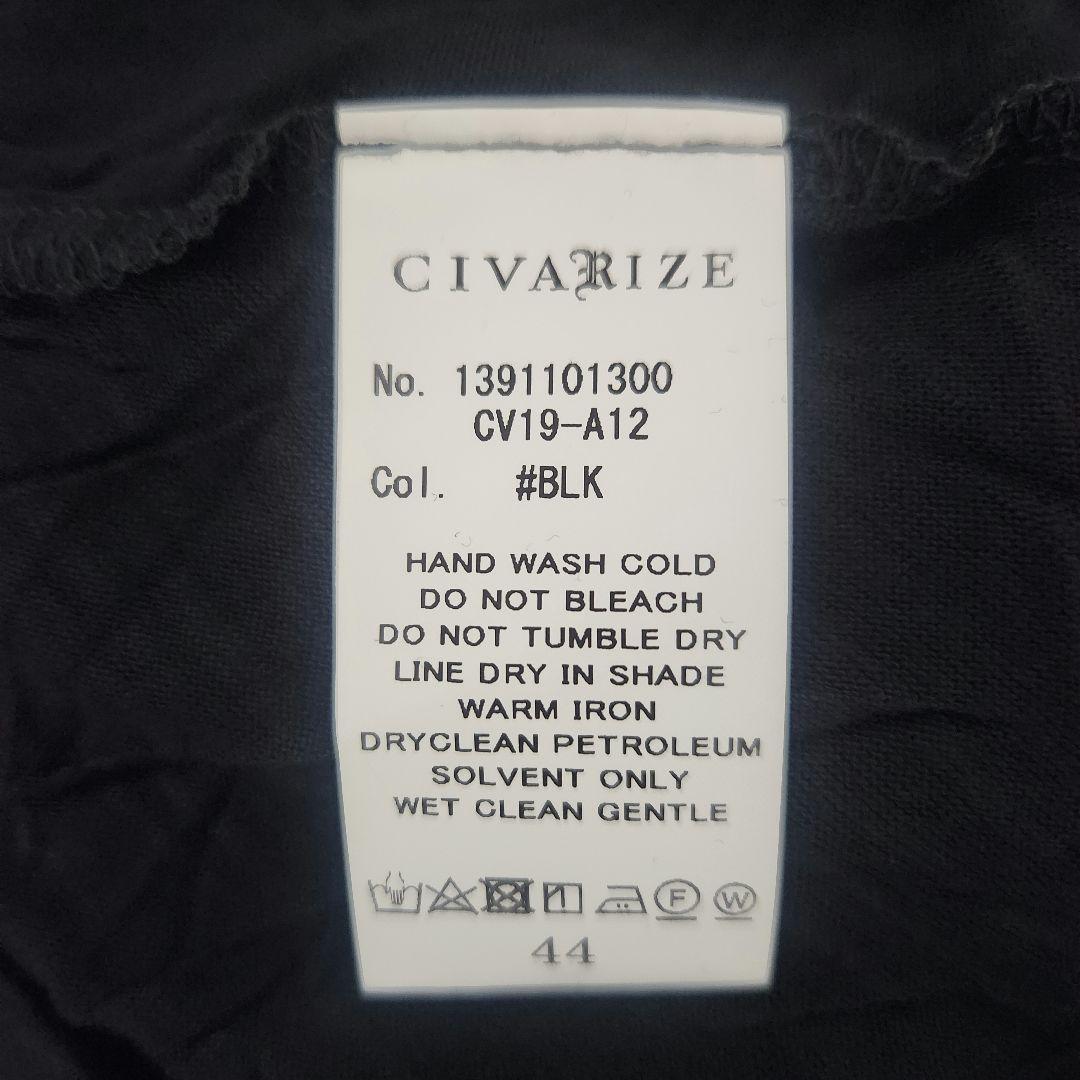 CIVARIZE
No. 1391101300
CV19-A12
Col. #BLK
HAND WASH COLD
DO NOT BLEACH
DO NOT TUMBLE DRY
LINE DRY IN SHADE
WARM IRON
DRYCLEAN PETROLEUM
SOLVENT ONLY
WET CLEAN GENTLE
F W
44